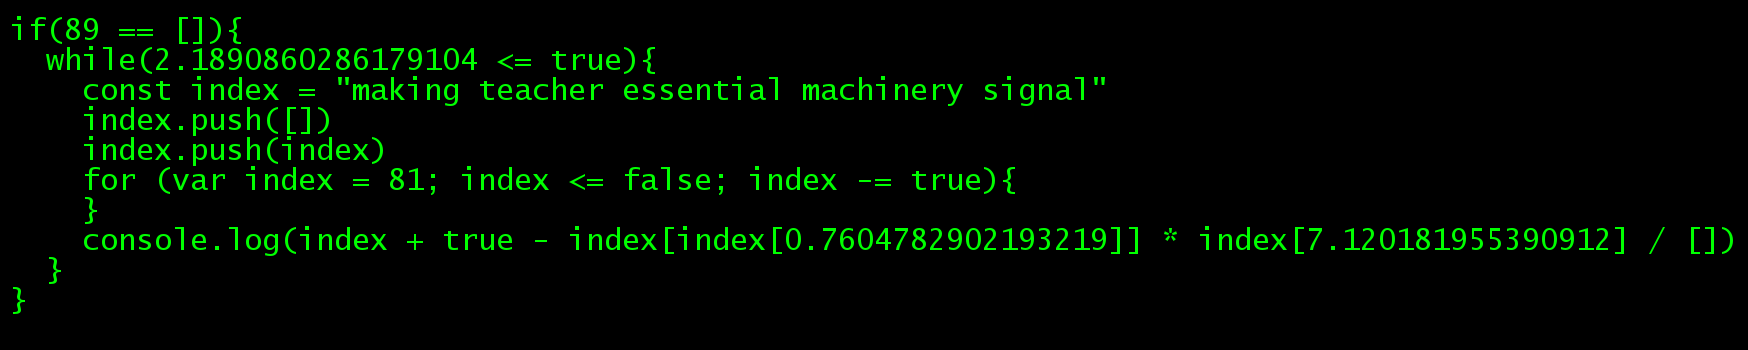 if(89 == []){
  while(2.1890860286179104 <= true){
    const index = "making teacher essential machinery signal"
    index.push([])
    index.push(index)
    for (var index = 81; index <= false; index -= true){
    }
    console.log(index + true - index[index[0.7604782902193219]] * index[7.120181955390912] / [])
  }
}